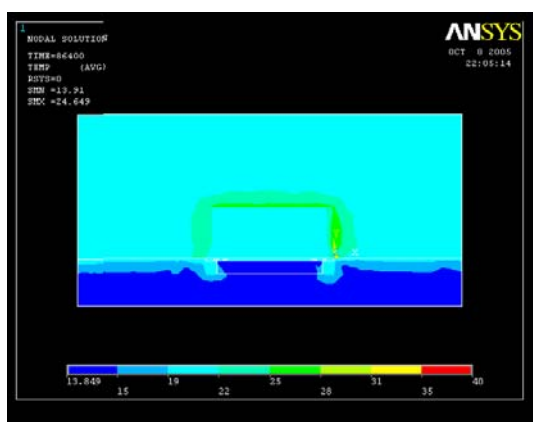 1
NODAL SOLUTION
TIME=86400
TEMP (AVG)
RSYS=0
SMN =13.91
SMX =24.649
ANSYS
OCT 8 2005
22:05:14
Y
X
13.849 19 25 31 40
15 22 28 35